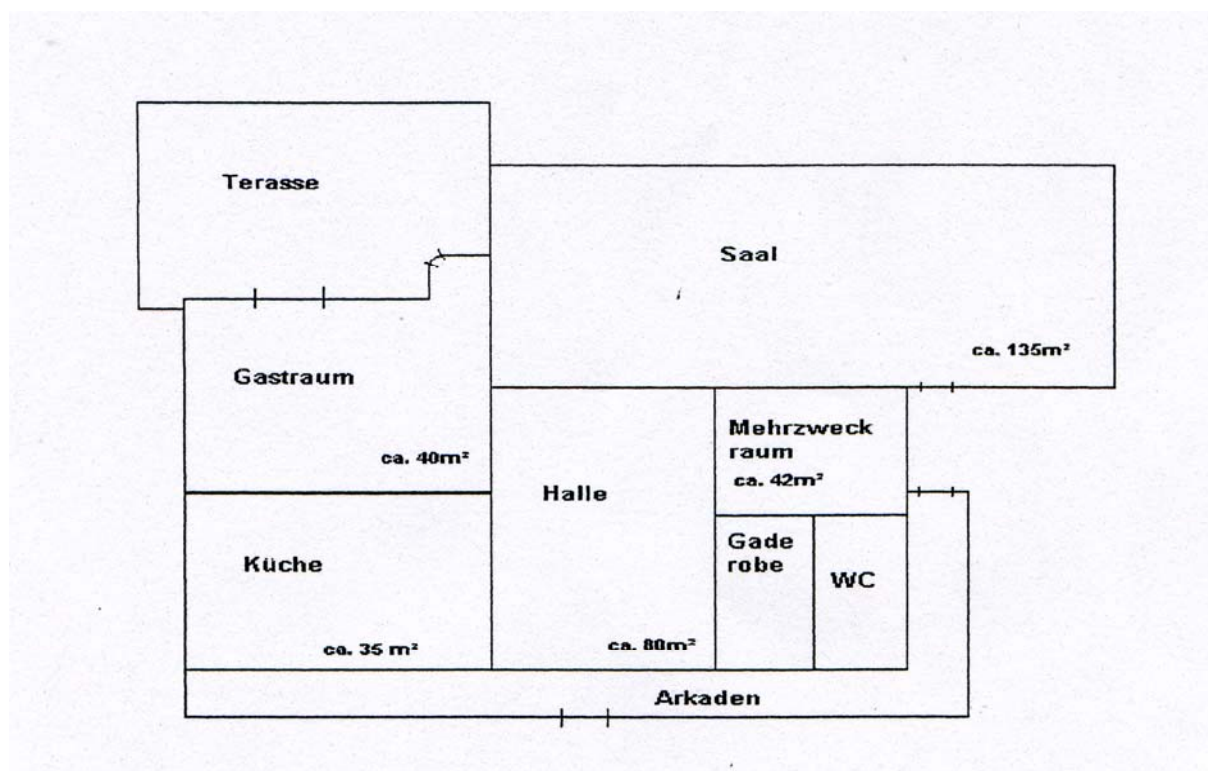 Terasse
Saal
ca. 135m²
Gastraum
ca. 40m²
Mehrzweck
raum
ca. 42m²
Halle
Küche
Gade
robe
WC
ca. 35 m²
ca. 80m²
Arkaden